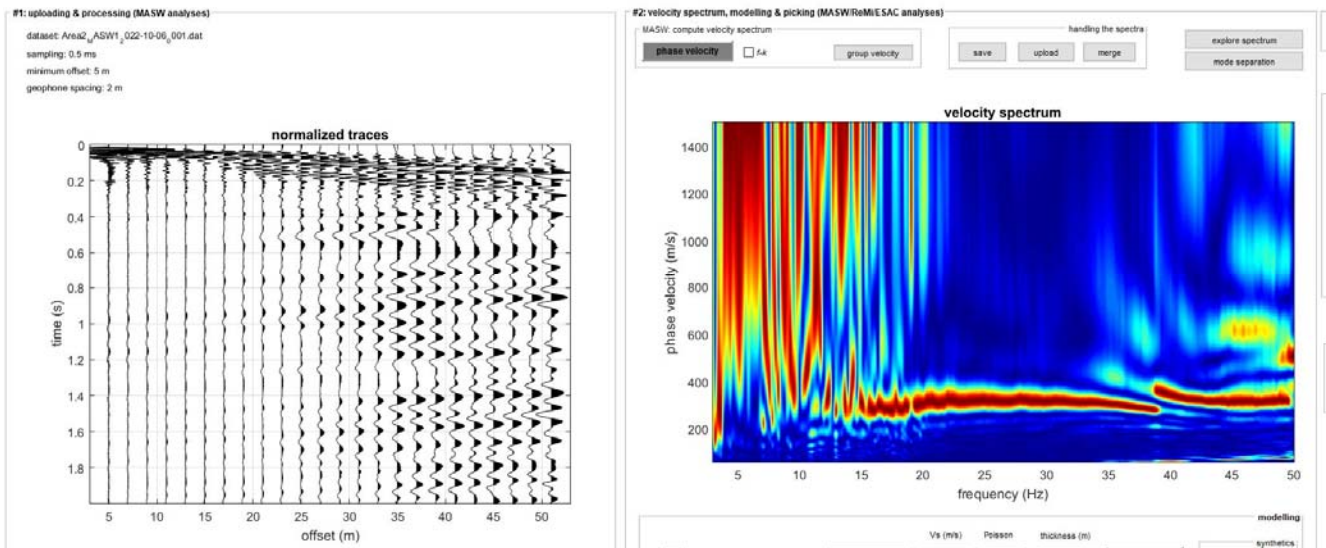 #1: uploading & processing (MASW analyses)
dataset: Area2MASW12022-10-060001.dat
sampling: 0.5 ms
minimum offset: 5 m
geophone spacing: 2 m
normalized traces
0
0.2
0.4
0.6
0.8
1
1.2
1.4
1.6
1.8
time (s)
5 10 15 20 25 30 35 40 45 50
offset (m)
#2: velocity spectrum, modelling & picking (MASW/ReMi/ESAC analyses)
MASW: compute velocity spectrum
phase velocity
f-k
group velocity
handling the spectra
save upload merge
explore spectrum
mode separation
velocity spectrum
1400
1200
1000
800
600
400
200
phase velocity (m/s)
5 10 15 20 25 30 35 40 45 50
frequency (Hz)
modelling
Vs (m/s) Poisson thickness (m)
synthetics